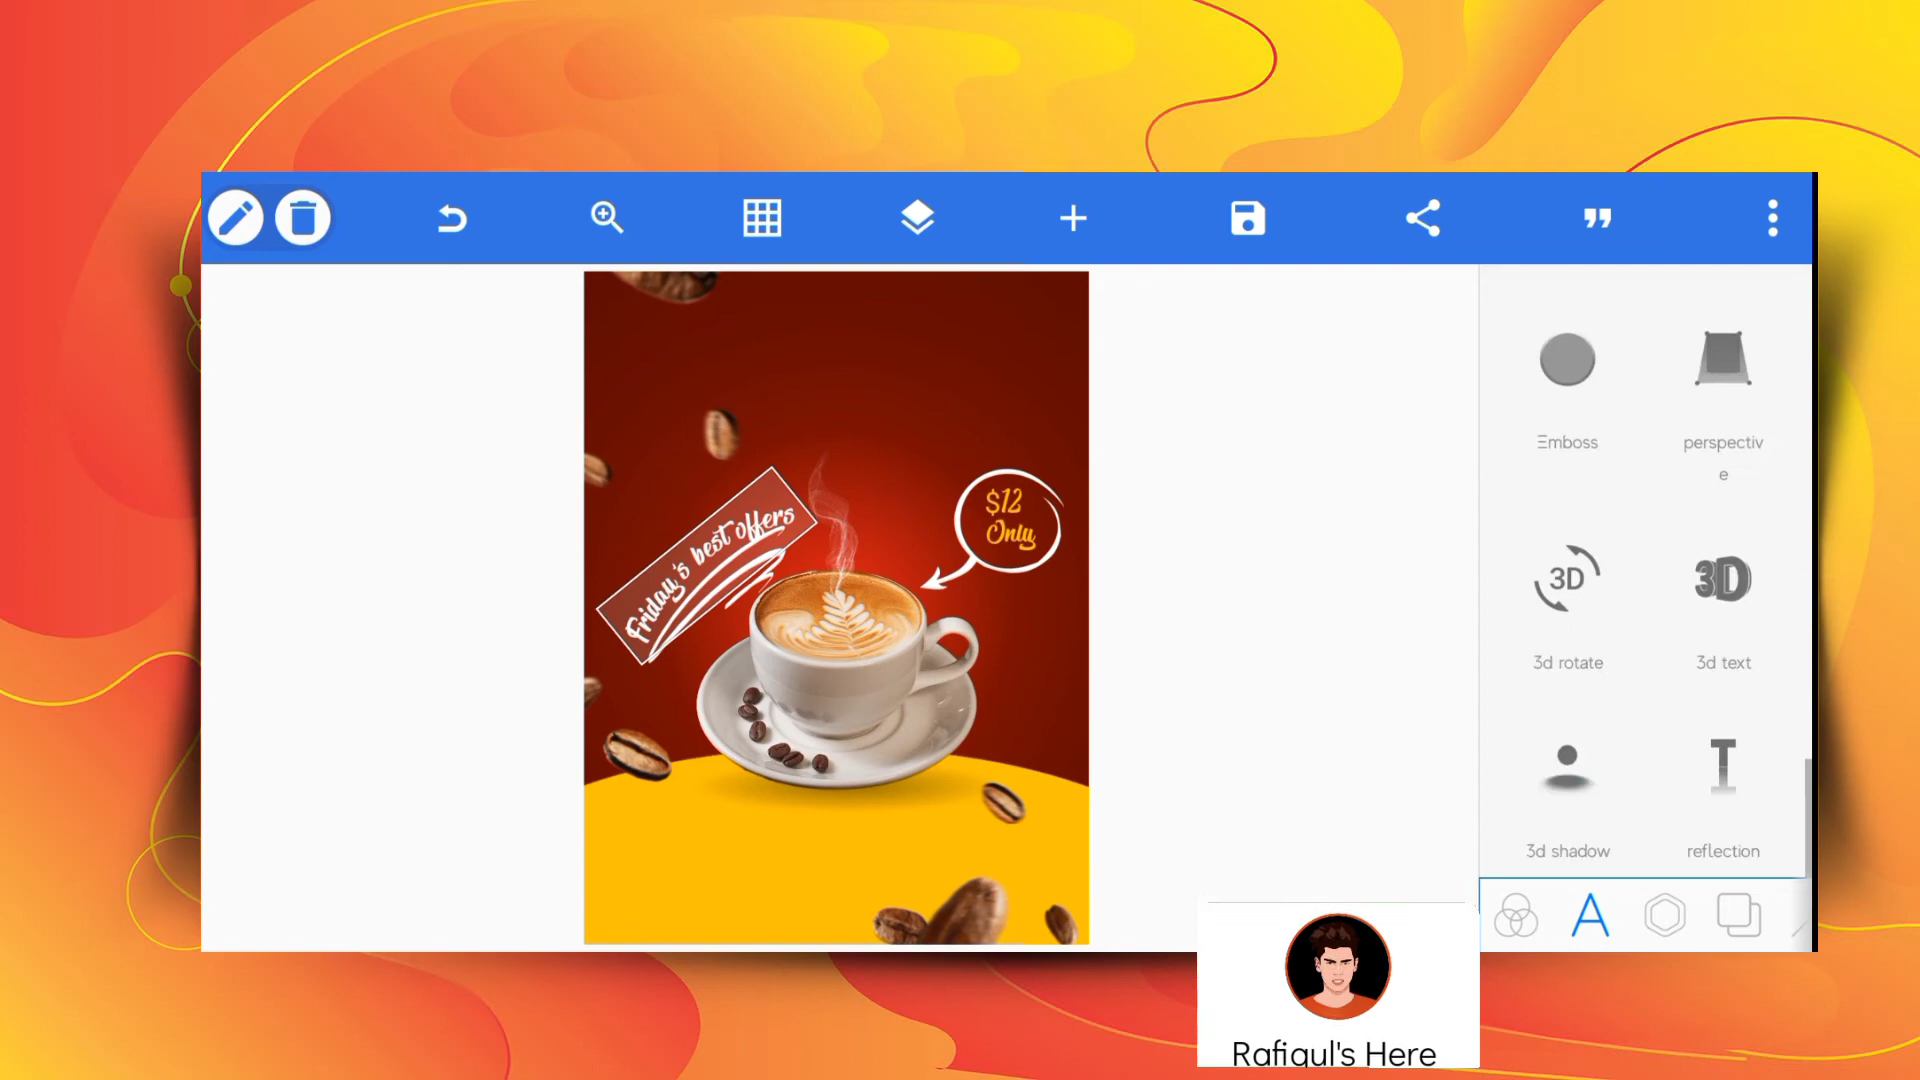 Friday's best offers
$12
Only
Emboss
perspectiv
e
3D
3D
3d rotate
3d text
3d shadow
reflection
A
Rafiqul's Here